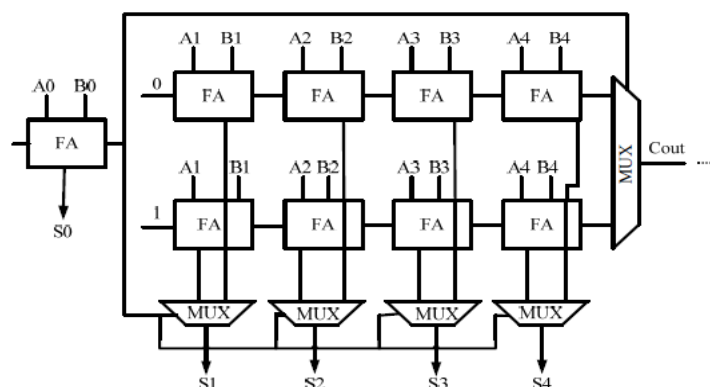 A1 B1 A2 B2 A3 B3 A4 B4
A0 B0 0 FA FA FA FA
FA MUX Cout ....
A1 B1 A2 B2 A3 B3 A4 B4
S0 1 FA FA FA FA
MUX MUX MUX MUX
S1 S2 S3 S4